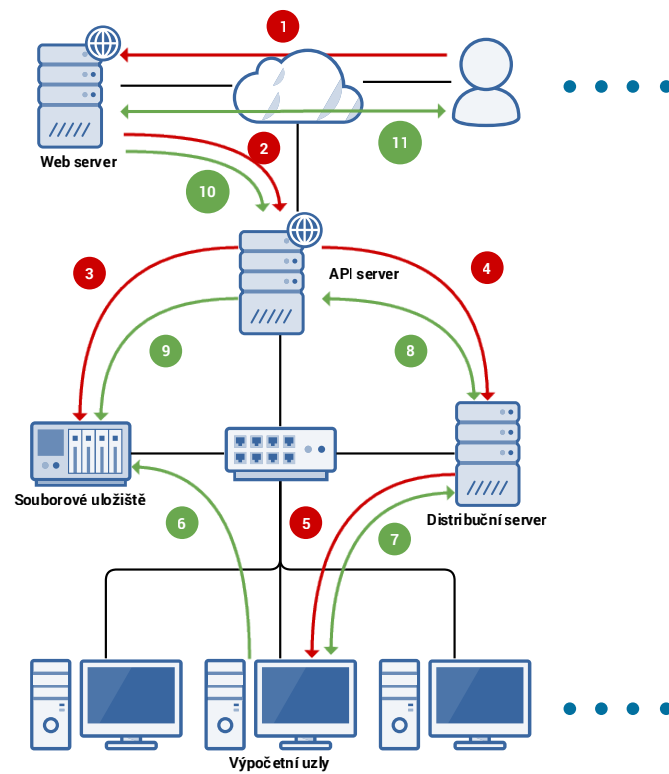 1
11
2
Web server
10
3
4
API server
9
8
Souborové uložiště
Distribuční server
6
5
7
Výpočetní uzly